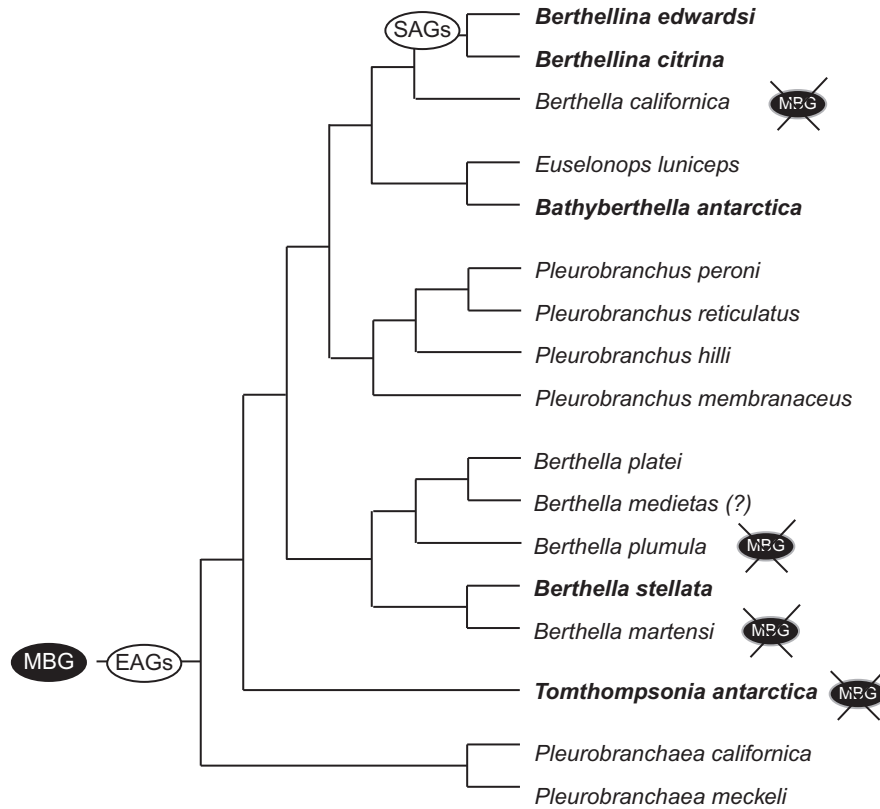 SAGs
Berthellina edwardsi
Berthellina citrina
Berthella californica MBG
Euselonops luniceps
Bathyberthella antarctica
Pleurobranchus peroni
Pleurobranchus reticulatus
Pleurobranchus hilli
Pleurobranchus membranaceus
Berthella platei
Berthella medietas (?)
Berthella plumula MBG
Berthella stellata
Berthella martensi MBG
MBG EAGs
Tomthompsonia antarctica MBG
Pleurobranchaea californica
Pleurobranchaea meckeli